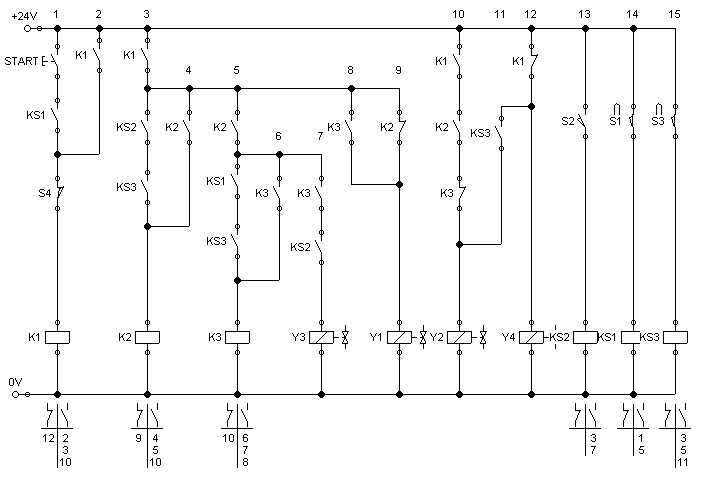 +24V 1 2 3 10 11 12 13 14 15
START K1 K1 K1 K1
4 5 8 9
KS1 KS2 K2 K2 K3 K2 K2 KS3 S2 S1 S3
6 7
S4 KS3 KS1 K3 K3 K3
KS3 KS2
K1 K2 K3 Y3 Y1 Y2 Y4 KS2 KS1 KS3
0V
12 2 9 4 10 6 3 1 3
3 5 7 7 5 5
10 10 8 11